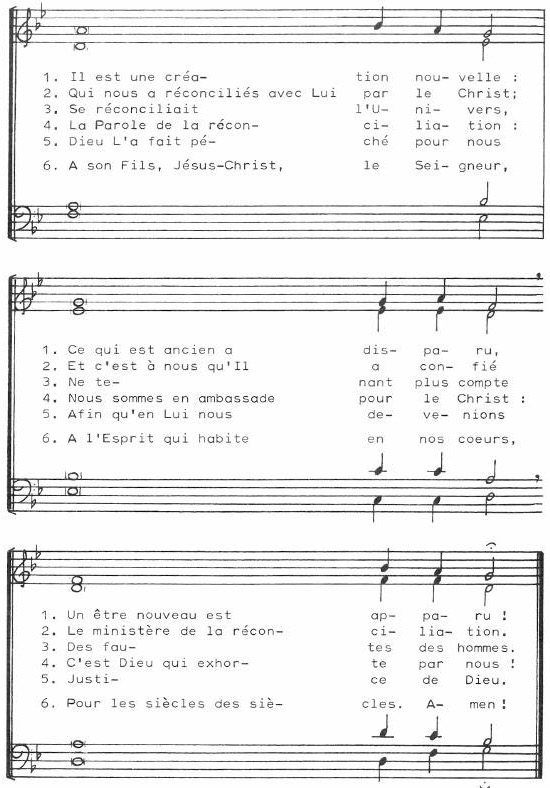 1. Il est une créa- tion nou- velle :
2. Qui nous a réconciliés avec Lui par le Christ;
3. Se réconciliait l'U- ni- vers,
4. La Parole de la récon- ci- lia- tion :
5. Dieu L'a fait pé- ché pour nous
6. A son Fils, Jésus-Christ, le Sei- gneur,
1. Ce qui est ancien a dis- pa- ru,
2. Et c'est à nous qu'Il a con- fié
3. Ne te- nant plus compte
4. Nous sommes en ambassade pour le Christ :
5. Afin qu'en Lui nous de- ve- nions
6. A l'Esprit qui habite en nos coeurs,
1. Un être nouveau est ap- pa- ru !
2. Le ministère de la récon- ci- lia- tion.
3. Des fau- tes des hommes.
4. C'est Dieu qui exhor- te par nous !
5. Justi- ce de Dieu.
6. Pour les siècles des siè- cles. A- men !